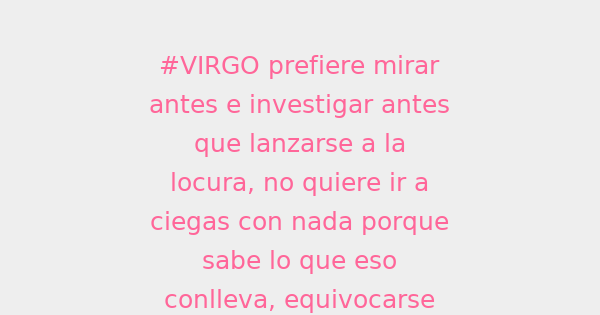 #VIRGO prefiere mirar
antes e investigar antes
que lanzarse a la
locura, no quiere ir a
ciegas con nada porque
sabe lo que eso
conlleva, equivocarse